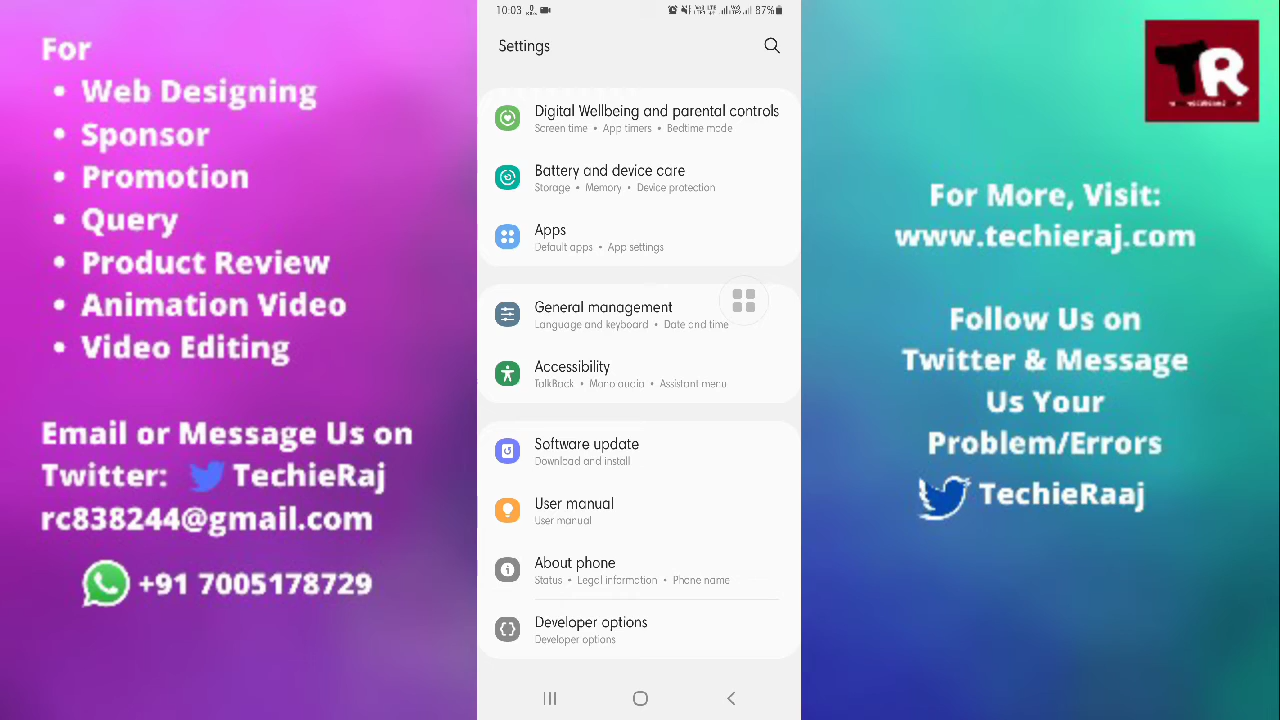 For
• Web Designing
• Sponsor
• Promotion
• Query
• Product Review
• Animation Video
• Video Editing
Email or Message Us on
Twitter: TechieRaj
rc838244@gmail.com
+91 7005178729
10:03
87%
Settings
Digital Wellbeing and parental controls
Screen time • App timers • Bedtime mode
Battery and device care
Storage • Memory • Device protection
Apps
Default apps • App settings
General management
Language and keyboard • Date and time
Accessibility
TalkBack • Mono audio • Assistant menu
Software update
Download and install
User manual
User manual
About phone
Status • Legal information • Phone name
Developer options
Developer options
TR
For More, Visit:
www.techieraj.com
Follow Us on
Twitter & Message
Us Your
Problem/Errors
TechieRaaj